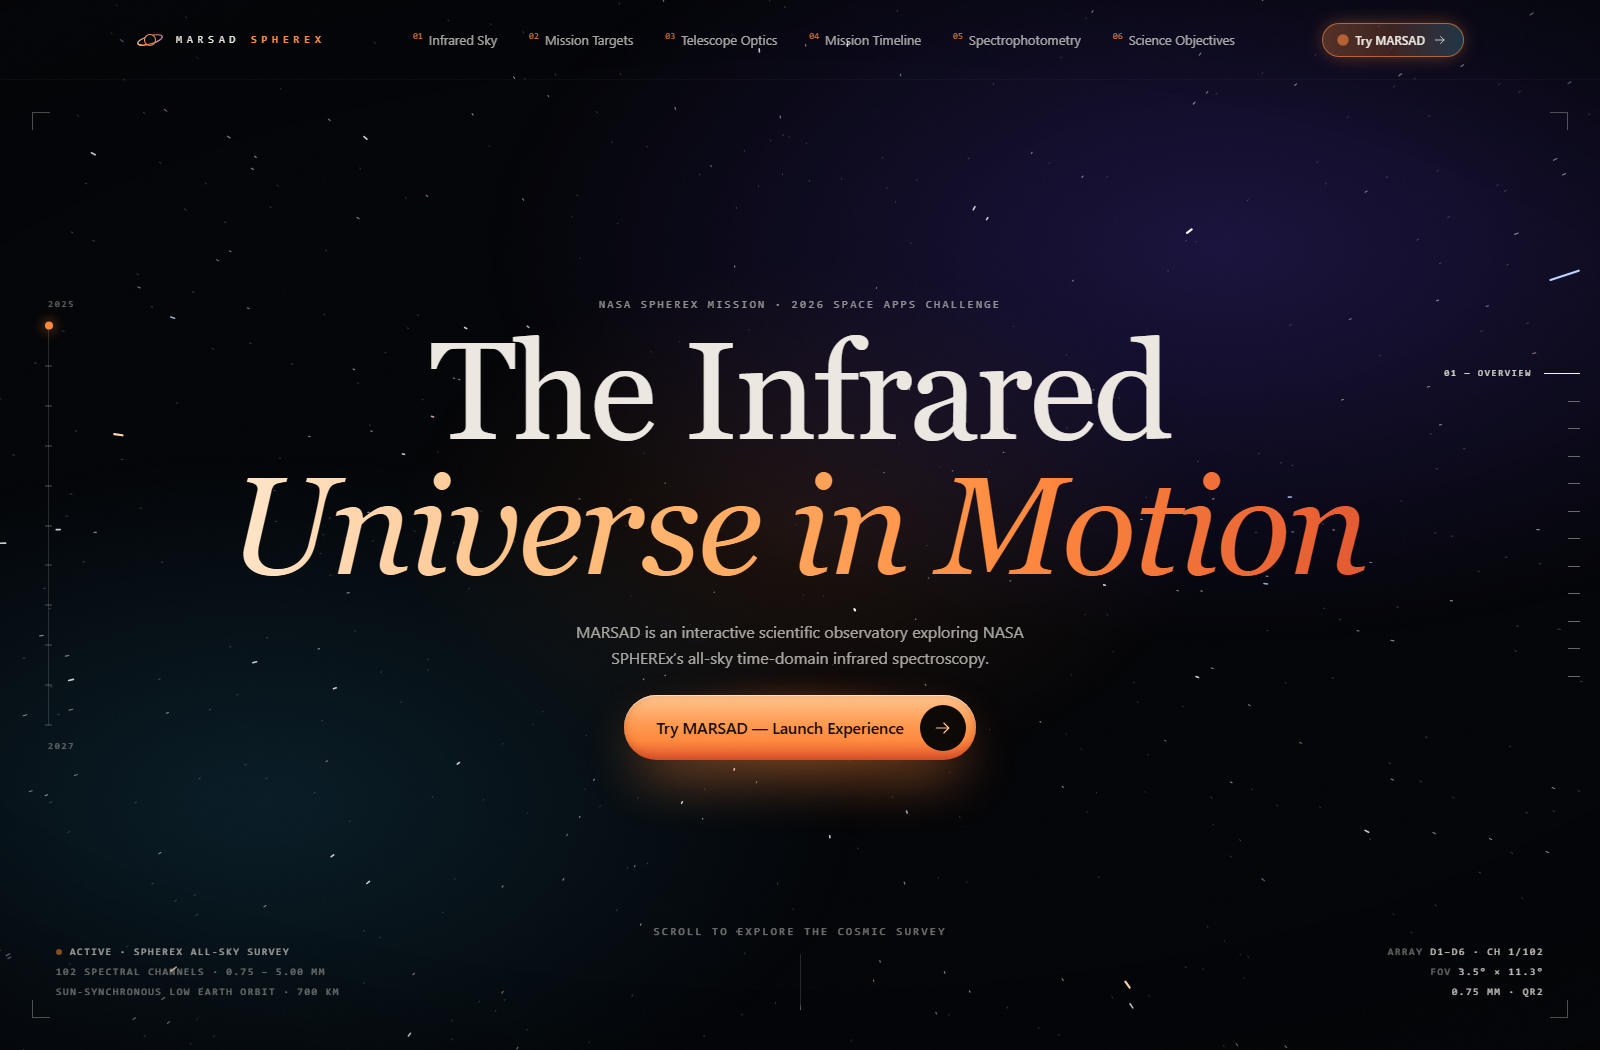 MARSAD SPHEREX
01 Infrared Sky
02 Mission Targets
03 Telescope Optics
04 Mission Timeline
05 Spectrophotometry
06 Science Objectives
Try MARSAD →
2025
NASA SPHEREX MISSION · 2026 SPACE APPS CHALLENGE
The Infrared
Universe in Motion
01 — OVERVIEW
MARSAD is an interactive scientific observatory exploring NASA
SPHEREx's all-sky time-domain infrared spectroscopy.
Try MARSAD — Launch Experience →
2027
SCROLL TO EXPLORE THE COSMIC SURVEY
ACTIVE · SPHEREX ALL-SKY SURVEY
102 SPECTRAL CHANNELS · 0.75 – 5.00 MM
SUN-SYNCHRONOUS LOW EARTH ORBIT · 700 KM
ARRAY D1–D6 · CH 1/102
FOV 3.5° × 11.3°
0.75 MM · QR2